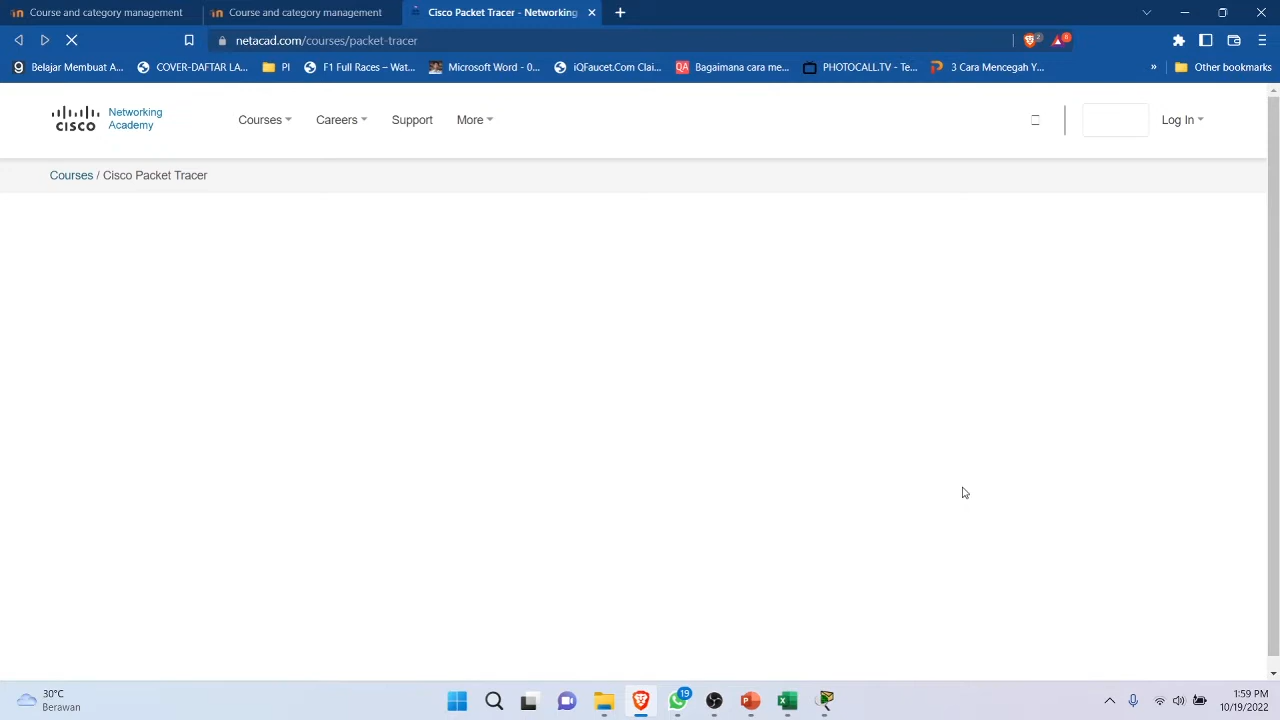 Course and category management
Course and category management
Cisco Packet Tracer - Networking
netacad.com/courses/packet-tracer
2
6
Belajar Membuat A...
COVER-DAFTAR LA...
PI
F1 Full Races – Wat...
Microsoft Word - 0...
iQFaucet.Com Clai...
QA
Bagaimana cara me...
PHOTOCALL.TV - Te...
3 Cara Mencegah Y...
»
Other bookmarks
CISCO
Networking
Academy
Courses
Careers
Support
More
Log In
Courses / Cisco Packet Tracer
30°C
Berawan
19
1:59 PM
10/19/2022